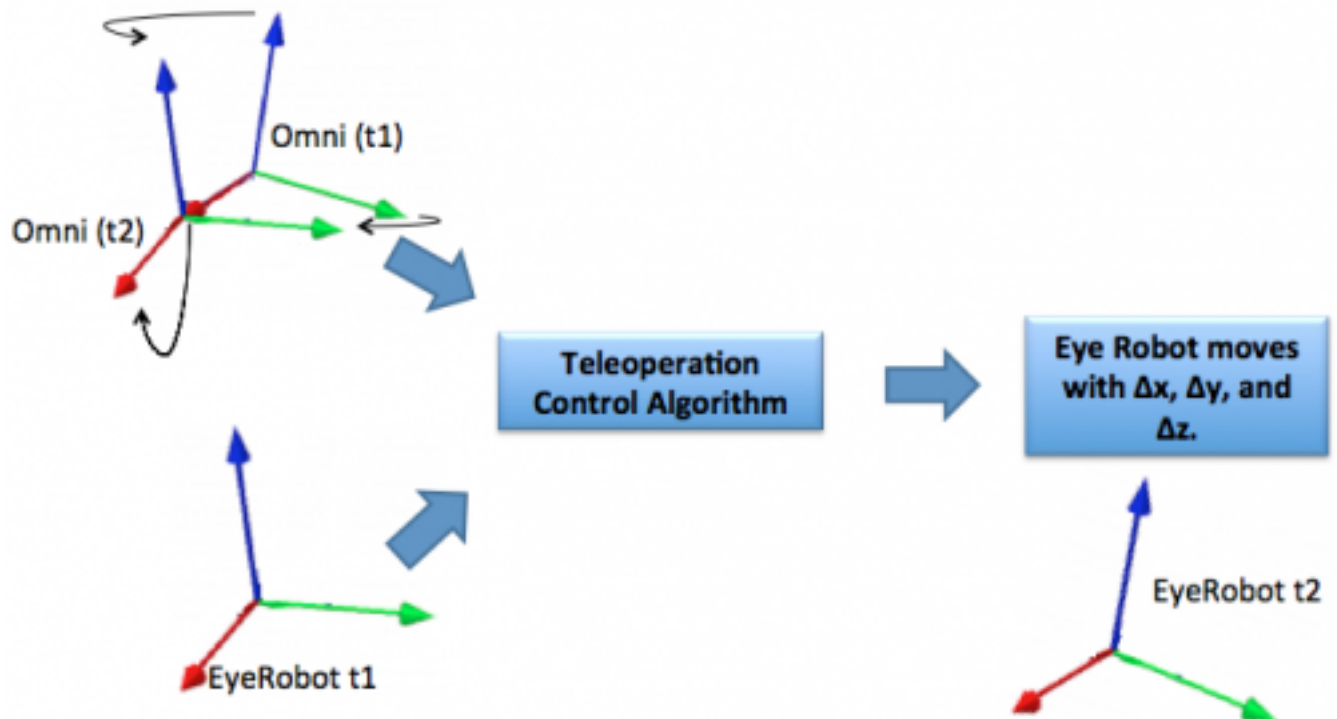 Omni (t1)
Omni (t2)
Teleoperation
Control Algorithm
Eye Robot moves
with Δx, Δy, and
Δz.
EyeRobot t1
EyeRobot t2